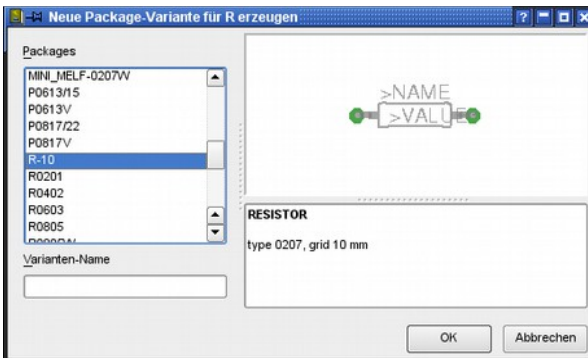 Neue Package-Variante für R erzeugen
Packages
MINI_MELF-0207W
P0613/15
P0613V
P0817/22
P0817V
R-10
R0201
R0402
R0603
R0805
>NAME
>VALUE
RESISTOR
type 0207, grid 10 mm
Varianten-Name
OK
Abbrechen